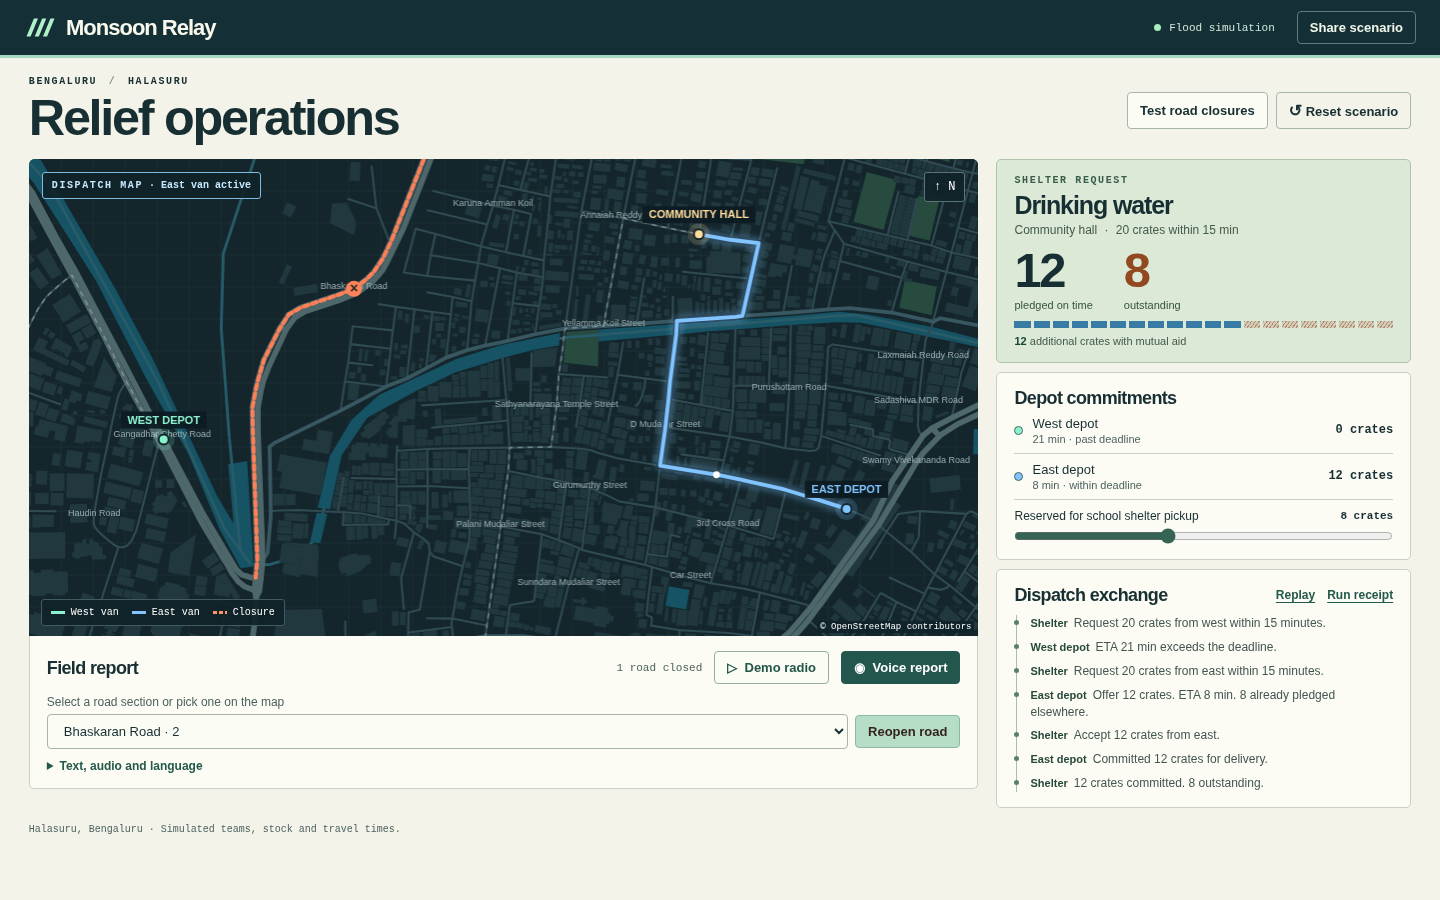 Monsoon Relay
Flood simulation
Share scenario
BENGALURU / HALASURU
Relief operations
Test road closures
↺ Reset scenario
DISPATCH MAP · East van active
↑ N
Karuna Amman Koil
Annaiah Reddy
COMMUNITY HALL
Road
Yellamma Koil Street
Laxmaiah Reddy Road
Purushottam Road
Sadashiva MDR Road
Sathyanarayana Temple Street
WEST DEPOT
Gangadhar Chetty Road
Street
Swamy Vivekananda Road
Gurumurthy Street
EAST DEPOT
Haudin Road
Palani Mudaliar Street
3rd Cross Road
Sunndara Mudaliar Street
Car Street
West van
East van
Closure
© OpenStreetMap contributors
Field report
1 road closed
▷ Demo radio
◉ Voice report
Select a road section or pick one on the map
Bhaskaran Road · 2
Reopen road
▶ Text, audio and language
SHELTER REQUEST
Drinking water
Community hall · 20 crates within 15 min
12 8
pledged on time
outstanding
12 additional crates with mutual aid
Depot commitments
West depot
21 min · past deadline
0 crates
East depot
8 min · within deadline
12 crates
Reserved for school shelter pickup
8 crates
Dispatch exchange
Replay
Run receipt
Shelter Request 20 crates from west within 15 minutes.
West depot ETA 21 min exceeds the deadline.
Shelter Request 20 crates from east within 15 minutes.
East depot Offer 12 crates. ETA 8 min. 8 already pledged
elsewhere.
Shelter Accept 12 crates from east.
East depot Committed 12 crates for delivery.
Shelter 12 crates committed. 8 outstanding.
Halasuru, Bengaluru · Simulated teams, stock and travel times.